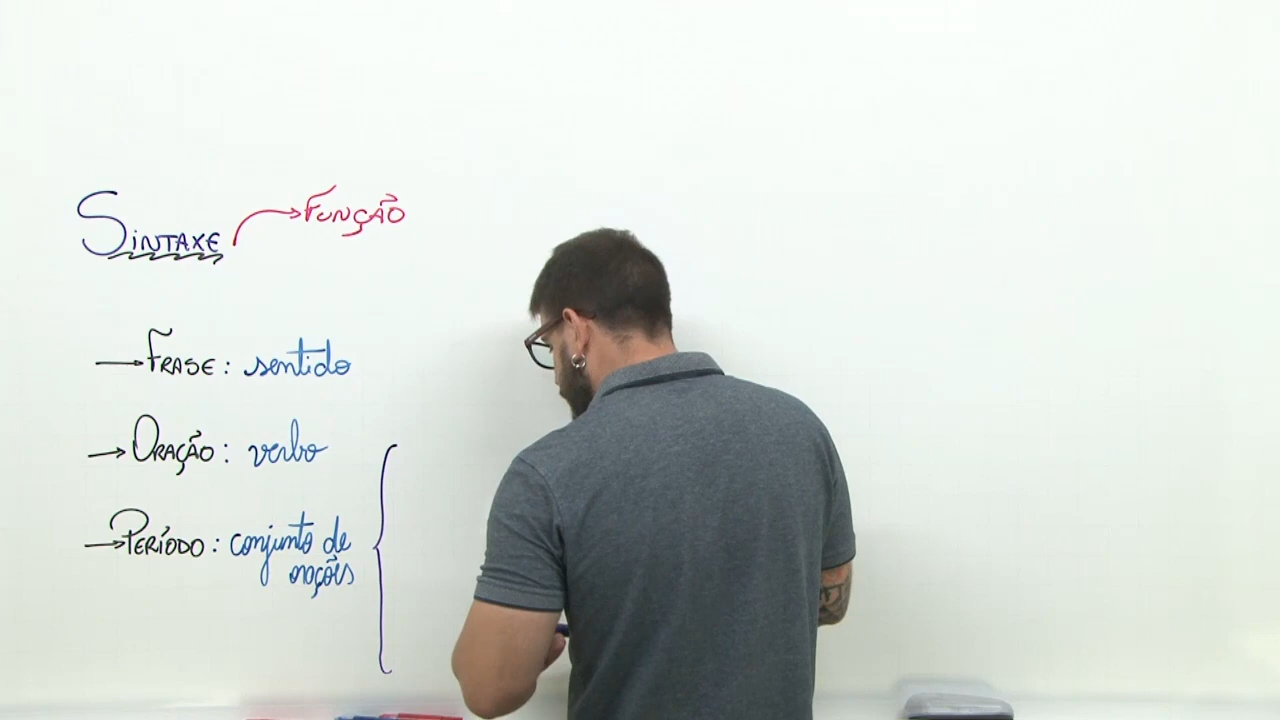 SINTAXE → FUNÇÃO
→ FRASE: sentido
→ ORAÇÃO: verbo
→ PERÍODO: conjunto de
orações